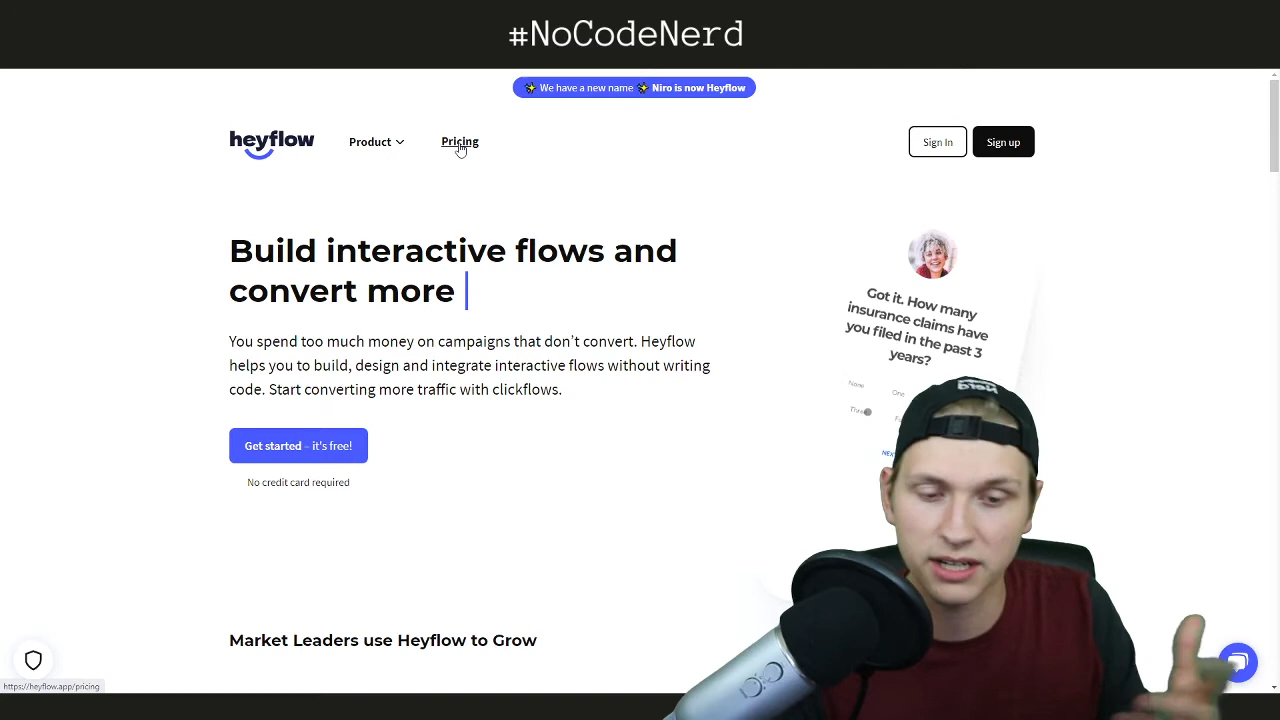 #NoCodeNerd
✨ We have a new name ✨ Niro is now Heyflow
heyflow
Product
Pricing
Sign In
Sign up
Build interactive flows and
convert more
You spend too much money on campaigns that don't convert. Heyflow
helps you to build, design and integrate interactive flows without writing
code. Start converting more traffic with clickflows.
Get started – it's free!
No credit card required
Got it. How many
insurance claims have
you filed in the past 3
years?
None
One
Market Leaders use Heyflow to Grow
https://heyflow.app/pricing